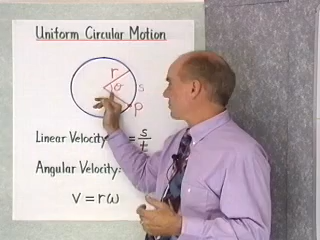 Uniform Circular Motion
r
θ
s
p
Linear Velocity = s/t
Angular Velocity:
v = rω